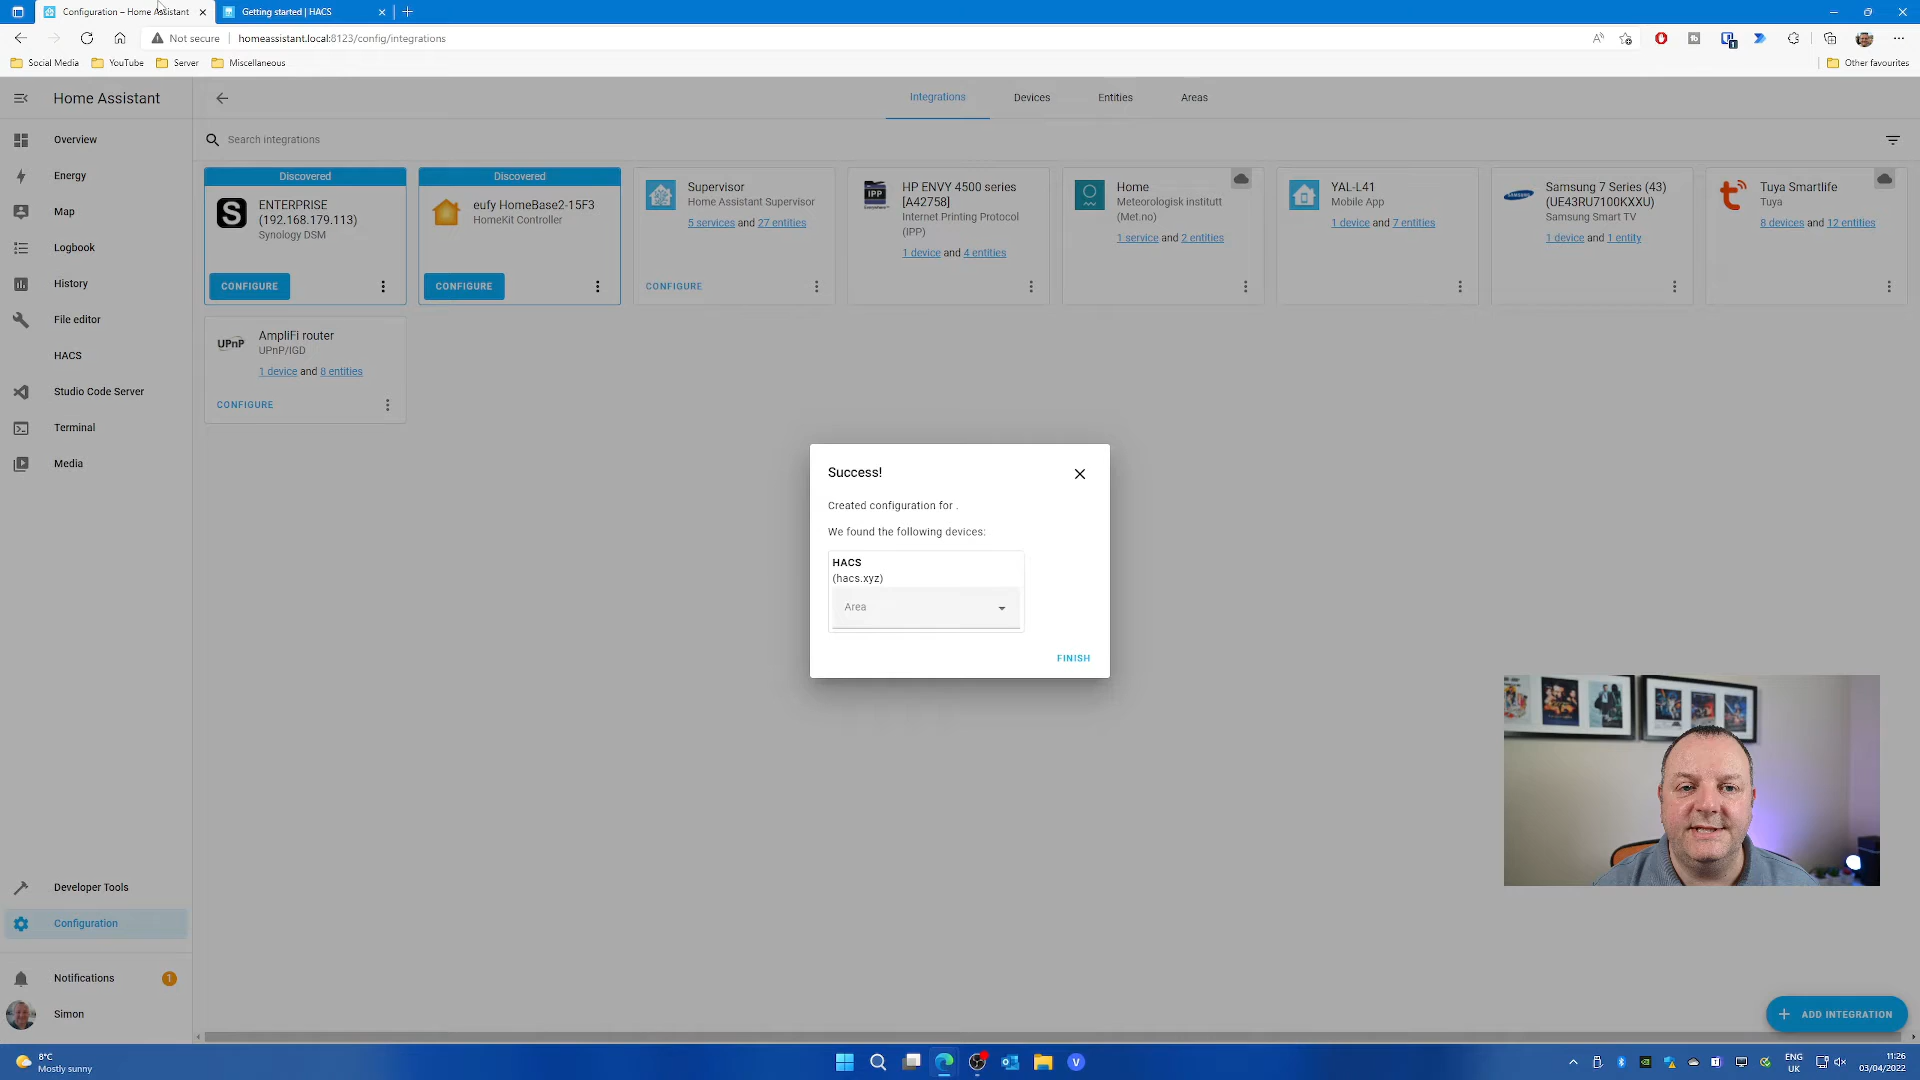 Configuration – Home Assistant
Getting started | HACS
Not secure
homeassistant.local:8123/config/integrations
Social Media
YouTube
Server
Miscellaneous
Other favourites
Home Assistant
Integrations
Devices
Entities
Areas
Overview
Energy
Map
Logbook
History
File editor
HACS
Studio Code Server
Terminal
Media
Search integrations
Discovered
ENTERPRISE
(192.168.179.113)
Synology DSM
CONFIGURE
Discovered
eufy HomeBase2-15F3
HomeKit Controller
CONFIGURE
Supervisor
Home Assistant Supervisor
5 services and 27 entities
CONFIGURE
IPP
HP ENVY 4500 series
[A42758]
Internet Printing Protocol
(IPP)
1 device and 4 entities
Home
Meteorologisk institutt
(Met.no)
1 service and 2 entities
YAL-L41
Mobile App
1 device and 7 entities
SAMSUNG
Samsung 7 Series (43)
(UE43RU7100KXXU)
Samsung Smart TV
1 device and 1 entity
Tuya Smartlife
Tuya
8 devices and 12 entities
UPnP
AmpliFi router
UPnP/IGD
1 device and 8 entities
CONFIGURE
Success!
Created configuration for .
We found the following devices:
HACS
(hacs.xyz)
Area
FINISH
Developer Tools
Configuration
Notifications
1
Simon
ADD INTEGRATION
8°C
Mostly sunny
ENG
UK
11:26
03/04/2022